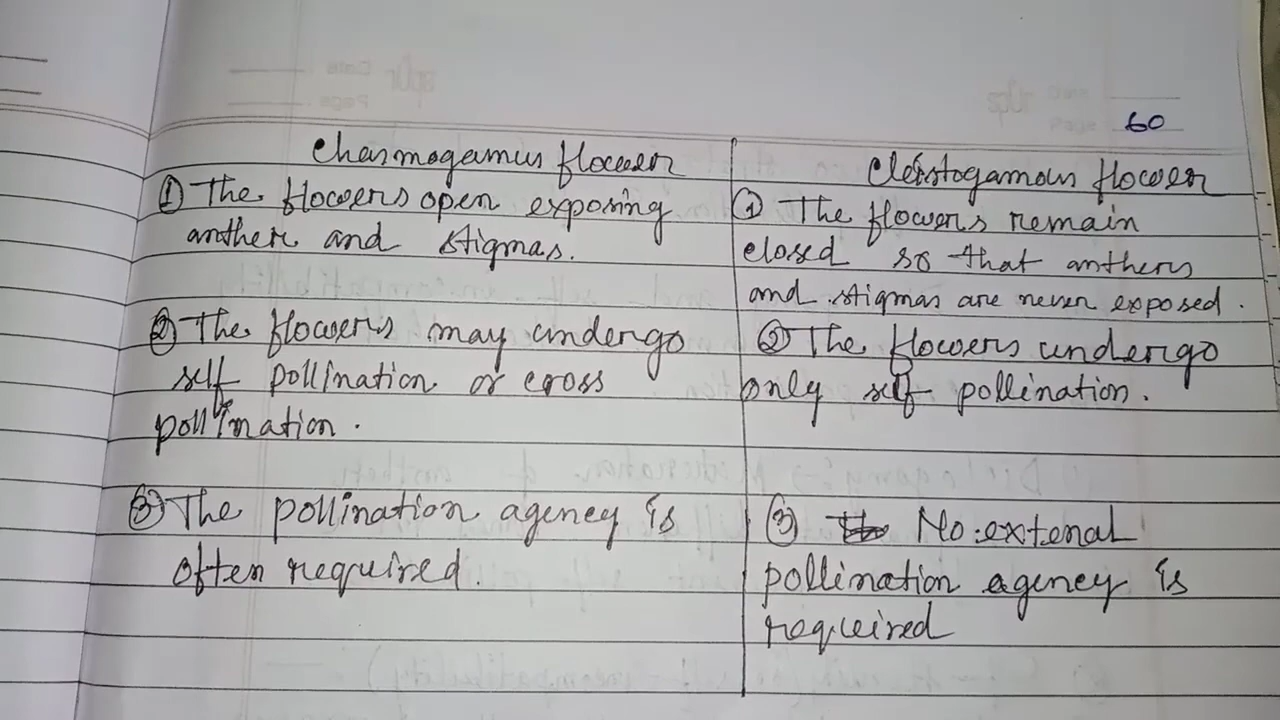 60
Chasmogamus flower
① The flowers open exposing
anther and stigmas.
② The flowers may undergo
self pollination or cross
pollination.
③ The pollination agency is
often required.
Cleistogamous flower
① The flowers remain
closed so that anthers
and stigmas are never exposed.
② The flowers undergo
only self pollination.
③ No extenal
pollination agency is
required